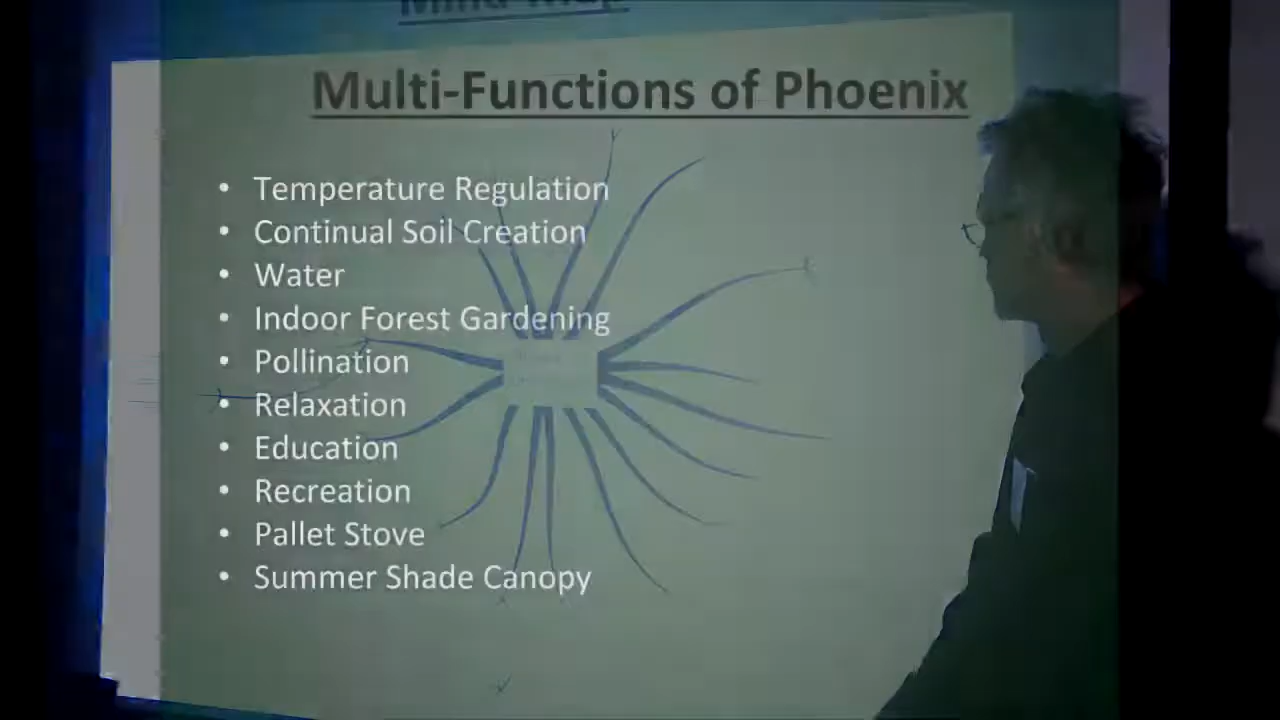 Mind Map
Multi-Functions of Phoenix
• Temperature Regulation
• Continual Soil Creation
• Water
• Indoor Forest Gardening
• Pollination
• Relaxation
• Education
• Recreation
• Pallet Stove
• Summer Shade Canopy